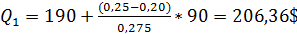 Q₁ = 190 + (0,25−0,20)/0,275 * 90 = 206,36$